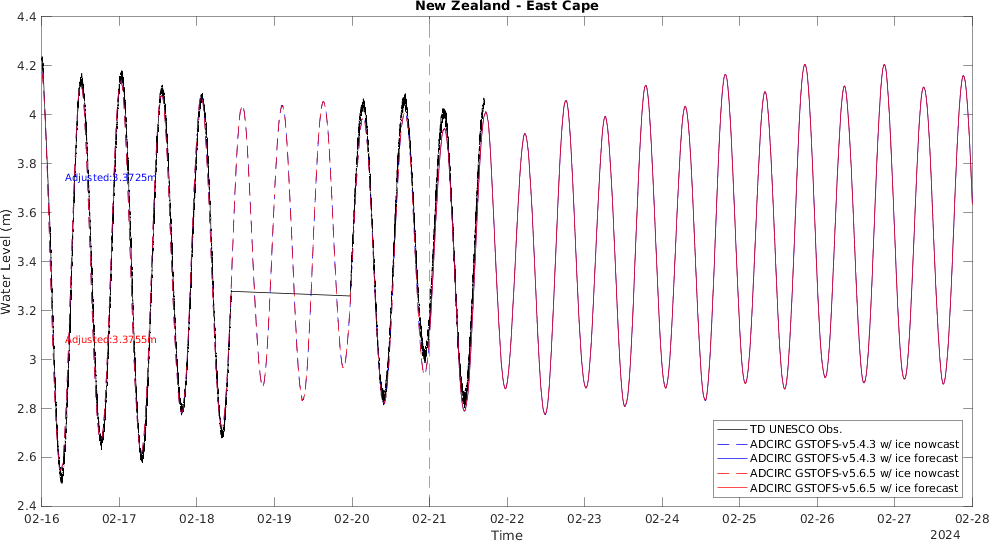 New Zealand - East Cape
4.4
4.2
4
3.8
3.6
3.4
3.2
3
2.8
2.6
2.4
Water Level (m)
Adjusted:3.3725m
Adjusted:3.3755m
TD UNESCO Obs.
ADCIRC GSTOFS-v5.4.3 w/ ice nowcast
ADCIRC GSTOFS-v5.4.3 w/ ice forecast
ADCIRC GSTOFS-v5.6.5 w/ ice nowcast
ADCIRC GSTOFS-v5.6.5 w/ ice forecast
02-16 02-17 02-18 02-19 02-20 02-21 02-22 02-23 02-24 02-25 02-26 02-27 02-28
Time
2024